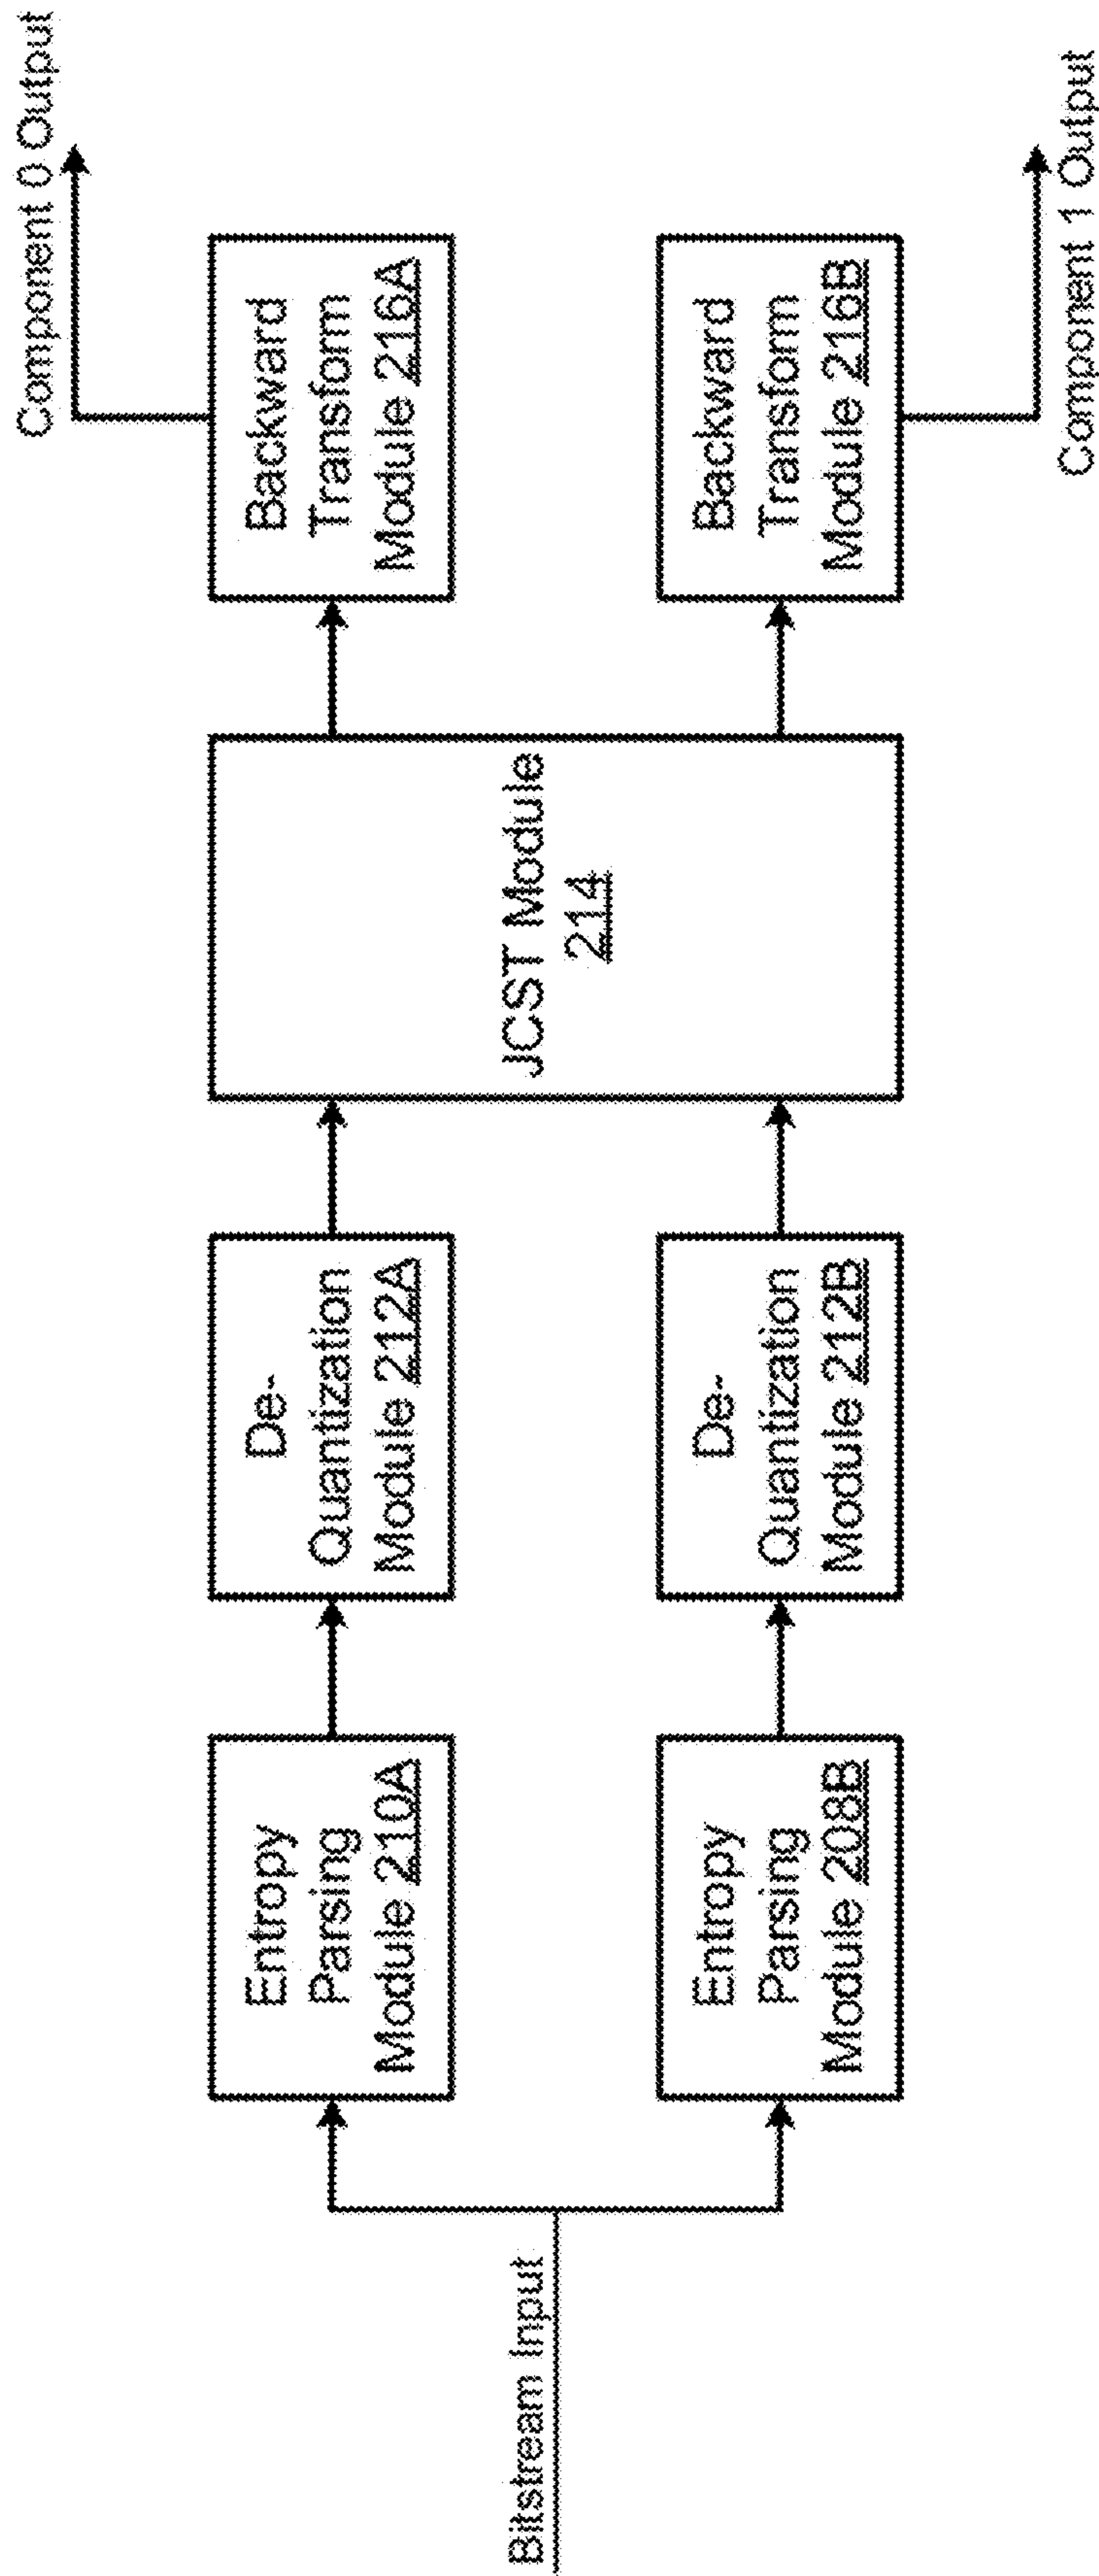 Bitstream Input
Entropy
Parsing
Module 210A
De-
Quantization
Module 212A
Entropy
Parsing
Module 208B
De-
Quantization
Module 212B
JCST Module
214
Backward
Transform
Module 216A
Component 0 Output
Backward
Transform
Module 216B
Component 1 Output